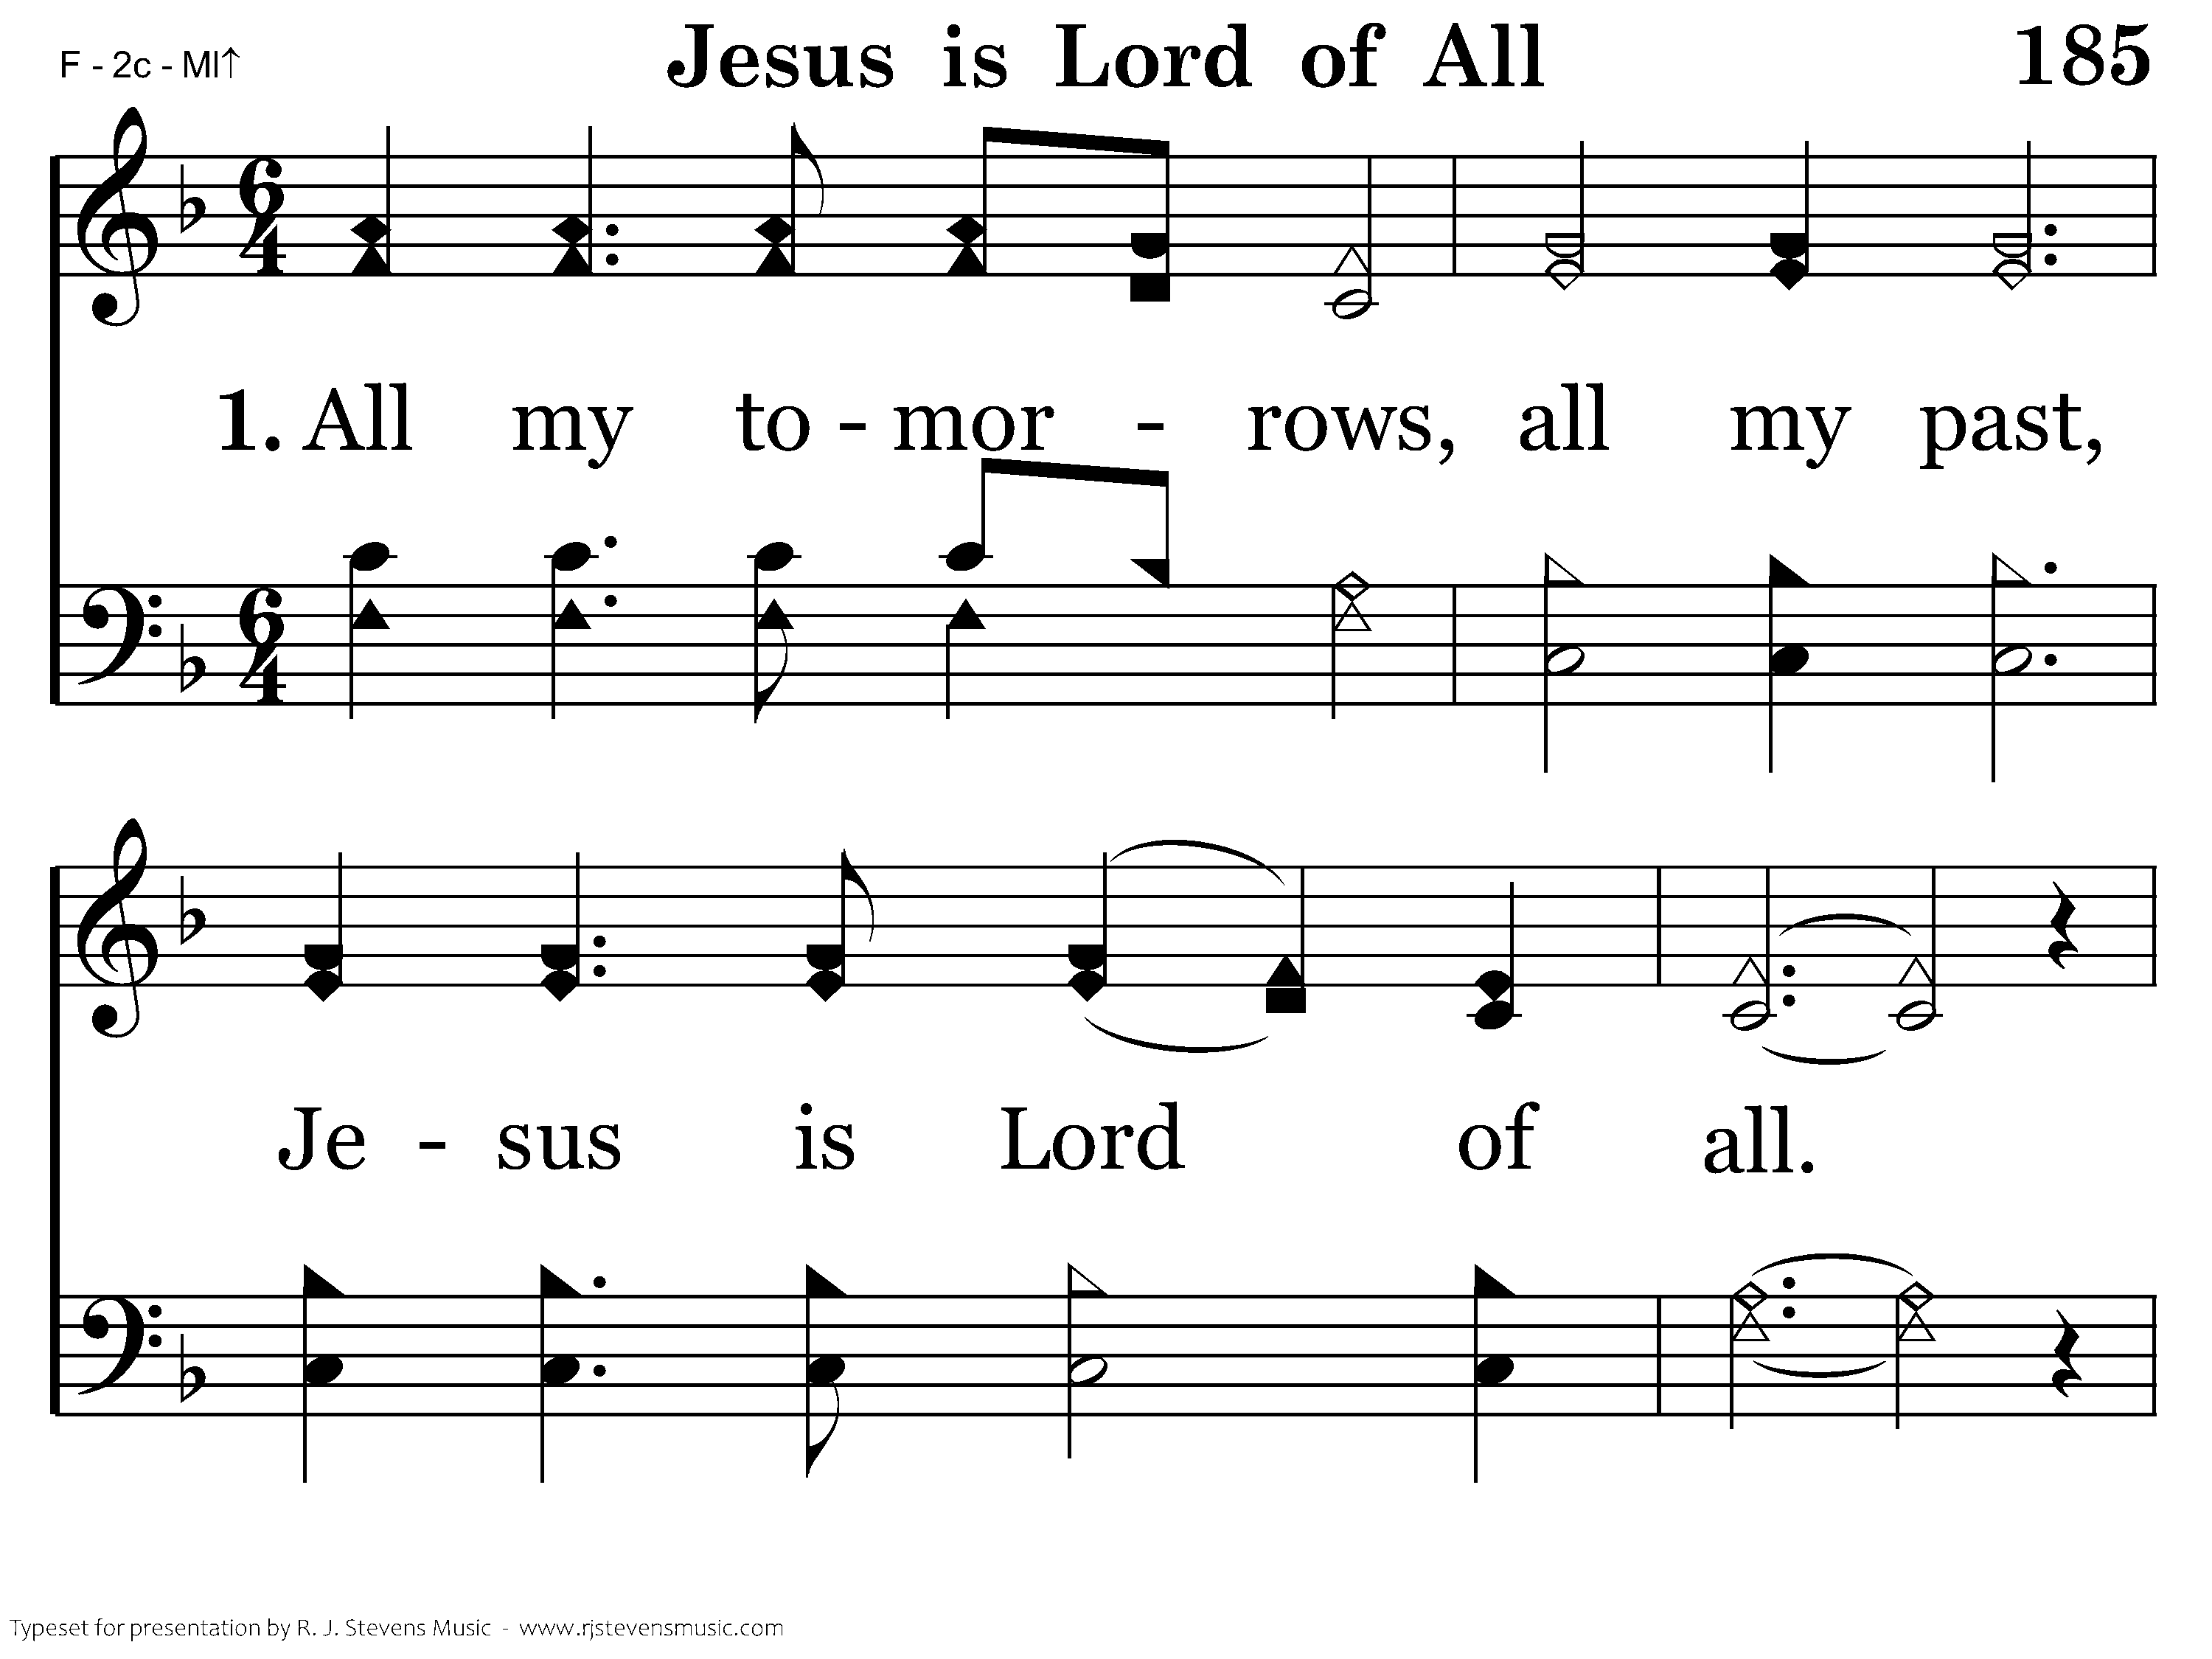 F - 2c - MI↑
Jesus is Lord of All
185
1. All my to - mor - rows, all my past,
Je - sus is Lord of all.
Typeset for presentation by R. J. Stevens Music - www.rjstevensmusic.com